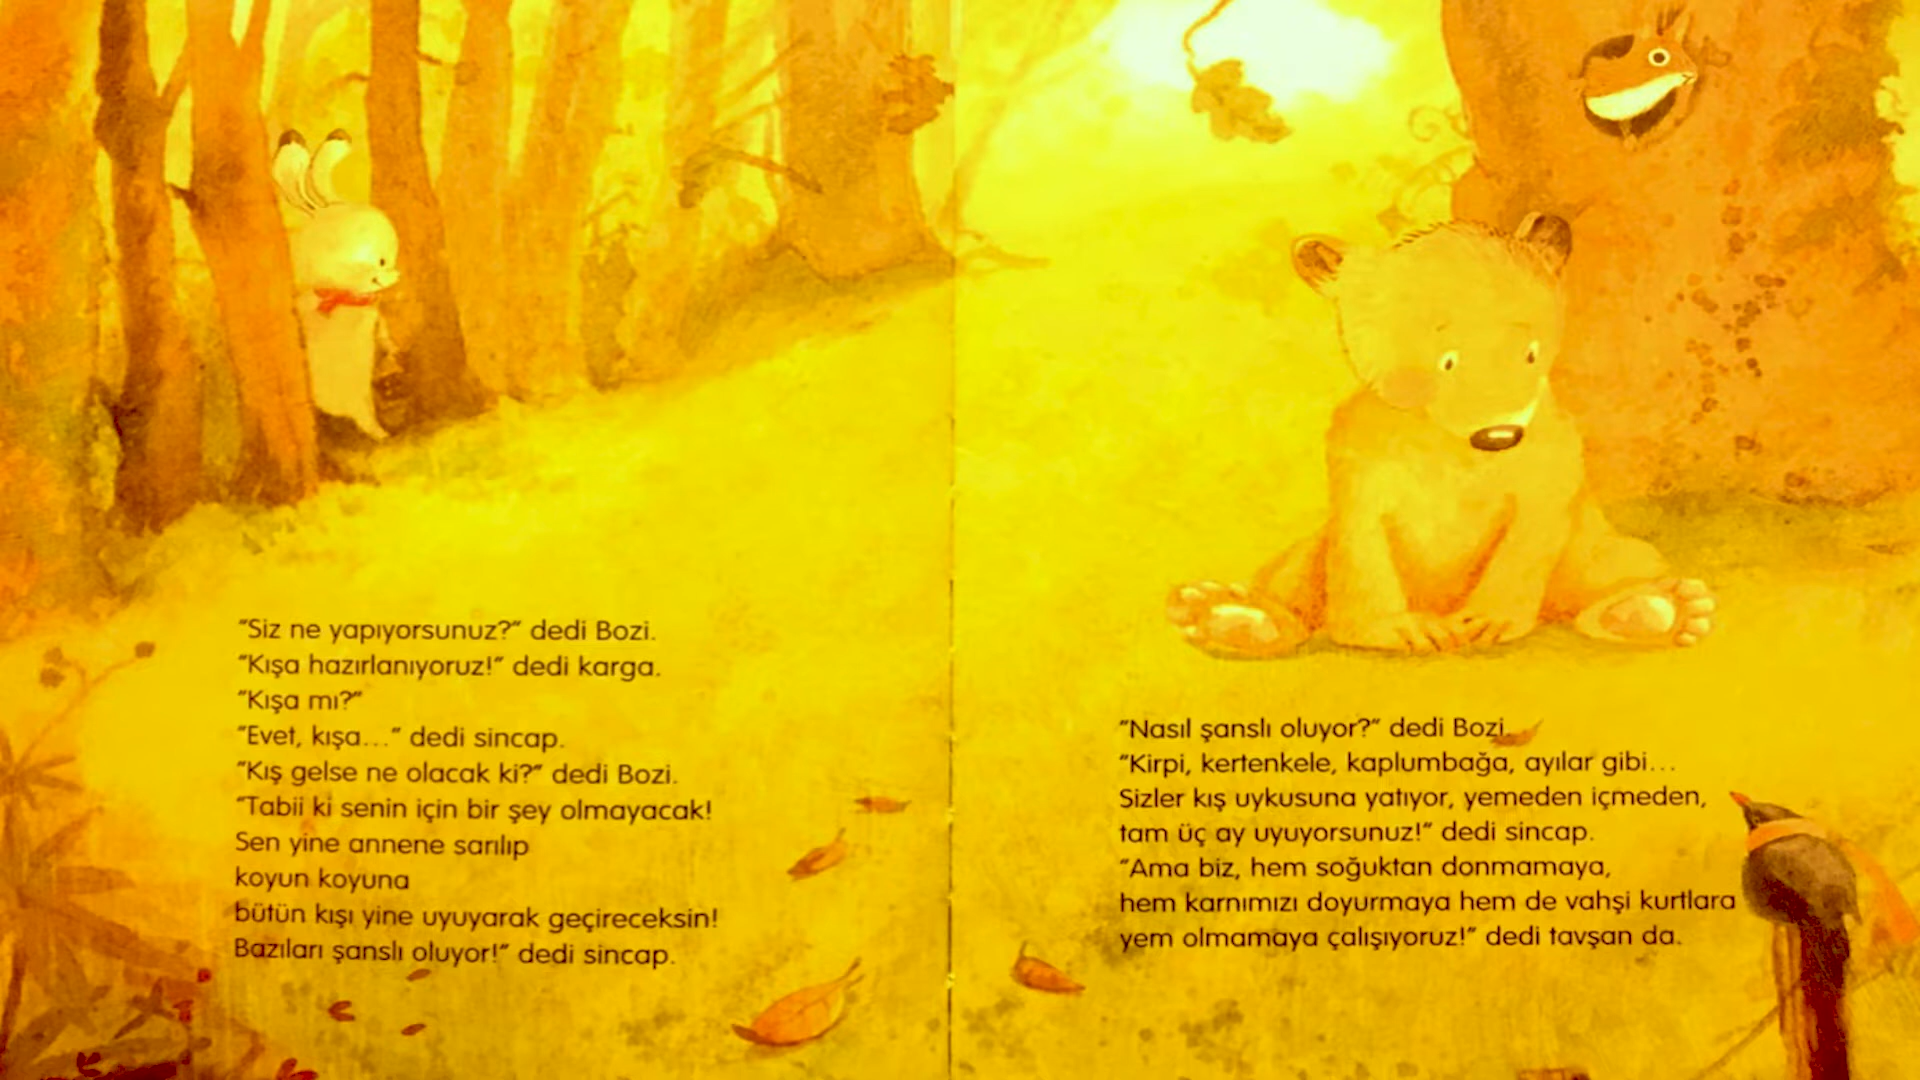 "Siz ne yapıyorsunuz?" dedi Bozi.
"Kışa hazırlanıyoruz!" dedi karga.
"Kışa mı?"
"Evet, kışa..." dedi sincap.
"Kış gelse ne olacak ki?" dedi Bozi.
"Tabii ki senin için bir şey olmayacak!
Sen yine annene sarılıp
koyun koyuna
bütün kışı yine uyuyarak geçireceksin!
Bazıları şanslı oluyor!" dedi sincap.
"Nasıl şanslı oluyor?" dedi Bozi.
"Kirpi, kertenkele, kaplumbağa, ayılar gibi...
Sizler kış uykusuna yatıyor, yemeden içmeden,
tam üç ay uyuyorsunuz!" dedi sincap.
"Ama biz, hem soğuktan donmamaya,
hem karnımızı doyurmaya hem de vahşi kurtlara
yem olmamaya çalışıyoruz!" dedi tavşan da.